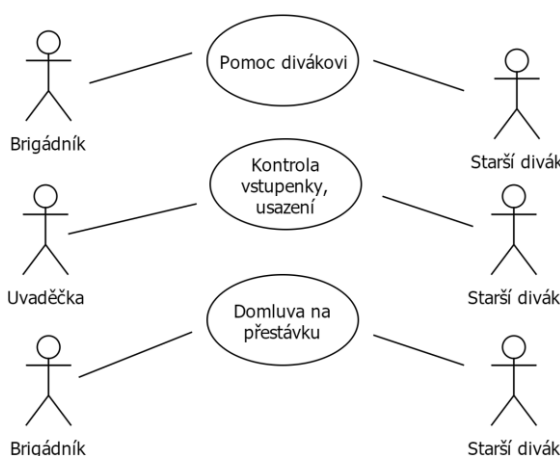 Pomoc divákovi
Brigádník
Starší divák
Kontrola
vstupenky,
usazení
Uvaděčka
Starší divák
Domluva na
přestávku
Brigádník
Starší divák